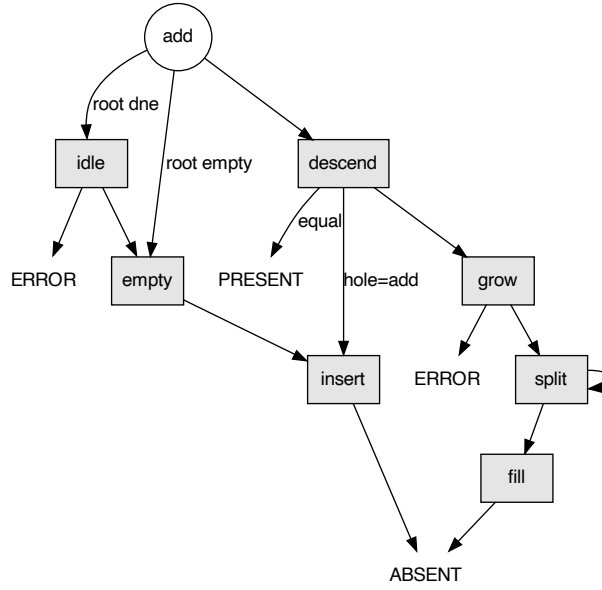 add
root dne
idle
root empty
descend
equal
ERROR
empty
PRESENT
hole=add
grow
insert
ERROR
split
fill
ABSENT